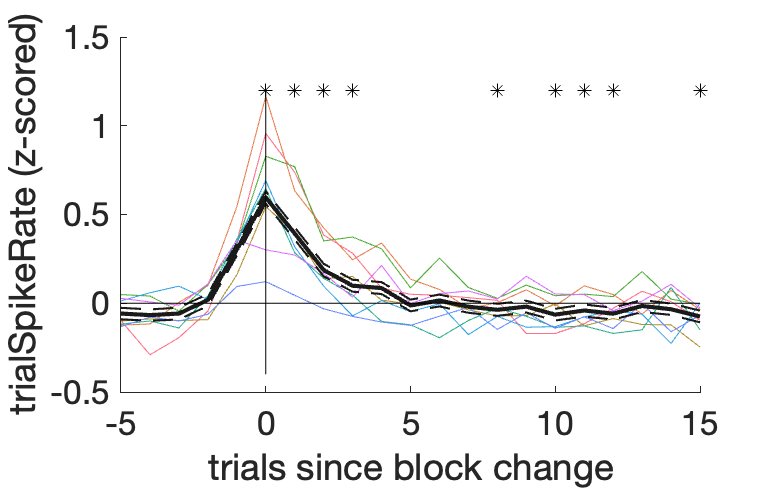 trialSpikeRate (z-scored)
1.5
1
0.5
0
-0.5
* * * * * * * * *
-5 0 5 10 15
trials since block change